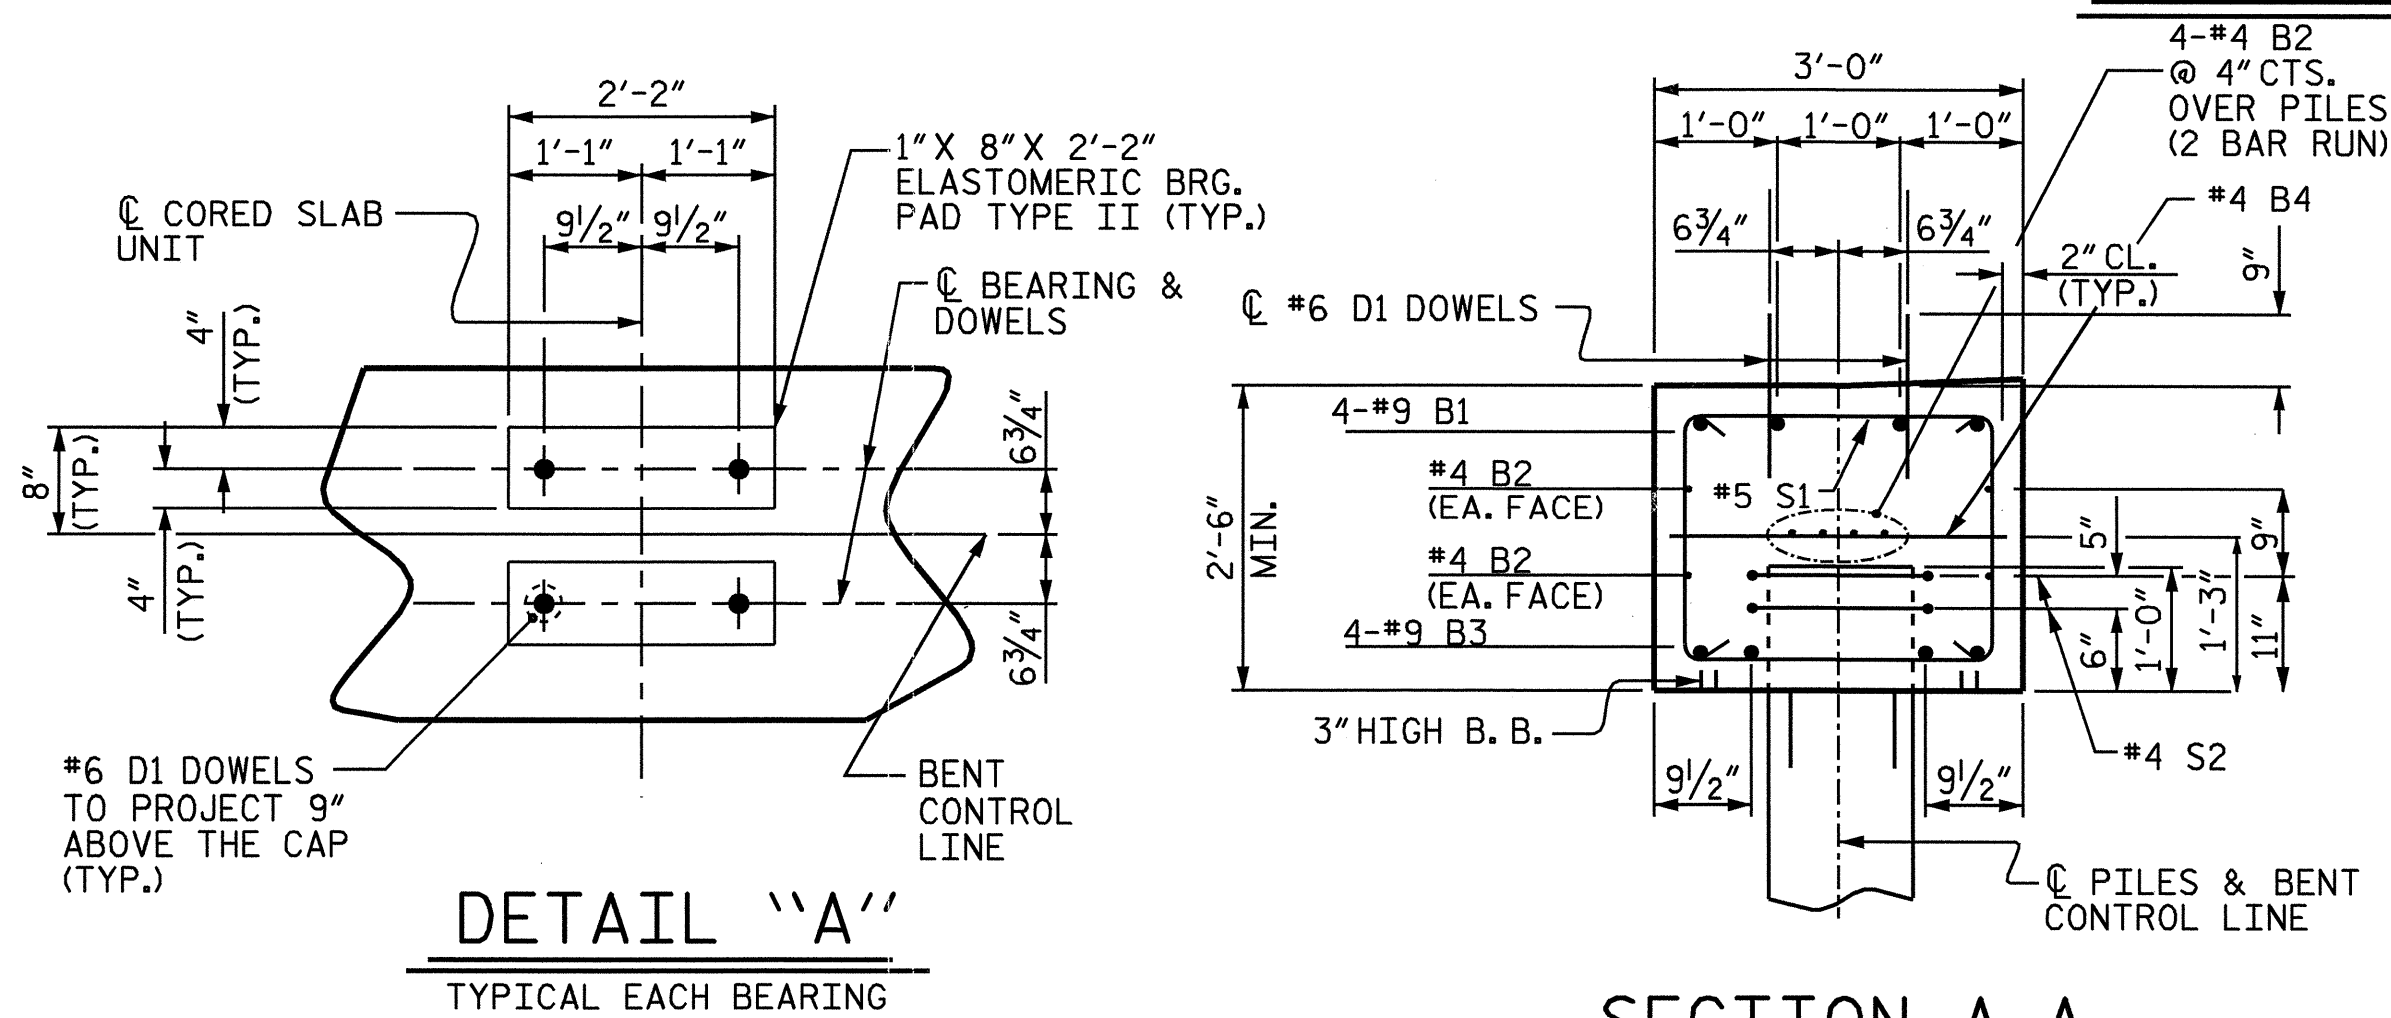 2'-2"
1'-1" 1'-1"
9½" 9½"
1" X 8" X 2'-2"
ELASTOMERIC BRG.
PAD TYPE II (TYP.)
℄ CORED SLAB
UNIT
℄ BEARING &
DOWELS
4"
(TYP.)
8"
(TYP.)
4"
(TYP.)
6¾"
6¾"
#6 D1 DOWELS
TO PROJECT 9"
ABOVE THE CAP
(TYP.)
BENT
CONTROL
LINE
DETAIL "A"
TYPICAL EACH BEARING
3'-0"
1'-0" 1'-0" 1'-0"
6¾" 6¾"
4-#4 B2
@ 4" CTS.
OVER PILES
(2 BAR RUN)
#4 B4
2" CL.
(TYP.)
9"
℄ #6 D1 DOWELS
4-#9 B1
#4 B2
(EA. FACE)
#5 S1
#4 B2
(EA. FACE)
4-#9 B3
2'-6"
MIN.
5"
9"
6"
1'-0"
1'-3"
11"
3" HIGH B. B.
#4 S2
9½" 9½"
℄ PILES & BENT
CONTROL LINE
SECTION A-A